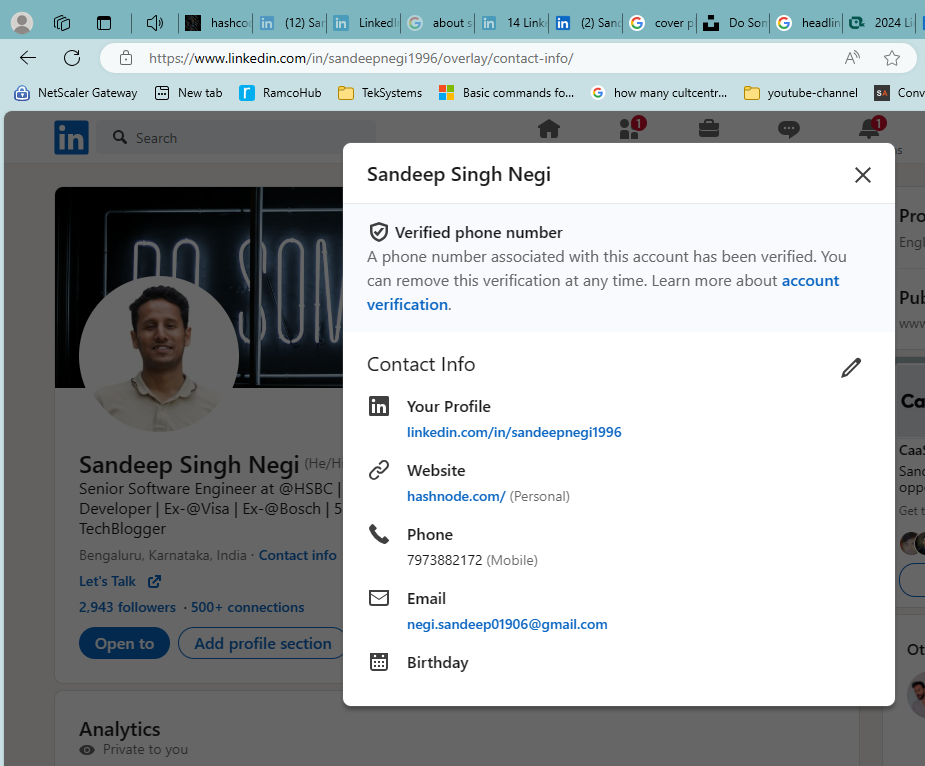 hashco
(12) Sa
LinkedI
about s
14 Link
(2) Sand
cover p
Do Son
headlin
2024 Li
https://www.linkedin.com/in/sandeepnegi1996/overlay/contact-info/
NetScaler Gateway
New tab
RamcoHub
TekSystems
Basic commands fo...
how many cultcentr...
youtube-channel
Conv
in
Search
1
1
Sandeep Singh Negi
Verified phone number
A phone number associated with this account has been verified. You
can remove this verification at any time. Learn more about account
verification.
Contact Info
Your Profile
linkedin.com/in/sandeepnegi1996
Website
hashnode.com/ (Personal)
Phone
7973882172 (Mobile)
Email
negi.sandeep01906@gmail.com
Birthday
DO SOM
Sandeep Singh Negi (He/H
Senior Software Engineer at @HSBC |
Developer | Ex-@Visa | Ex-@Bosch | 5
TechBlogger
Bengaluru, Karnataka, India · Contact info
Let's Talk
2,943 followers · 500+ connections
Open to
Add profile section
Analytics
Private to you
Pro
Engl
Pub
www
Ca
CaaS
Sand
oppo
Get t
Ot